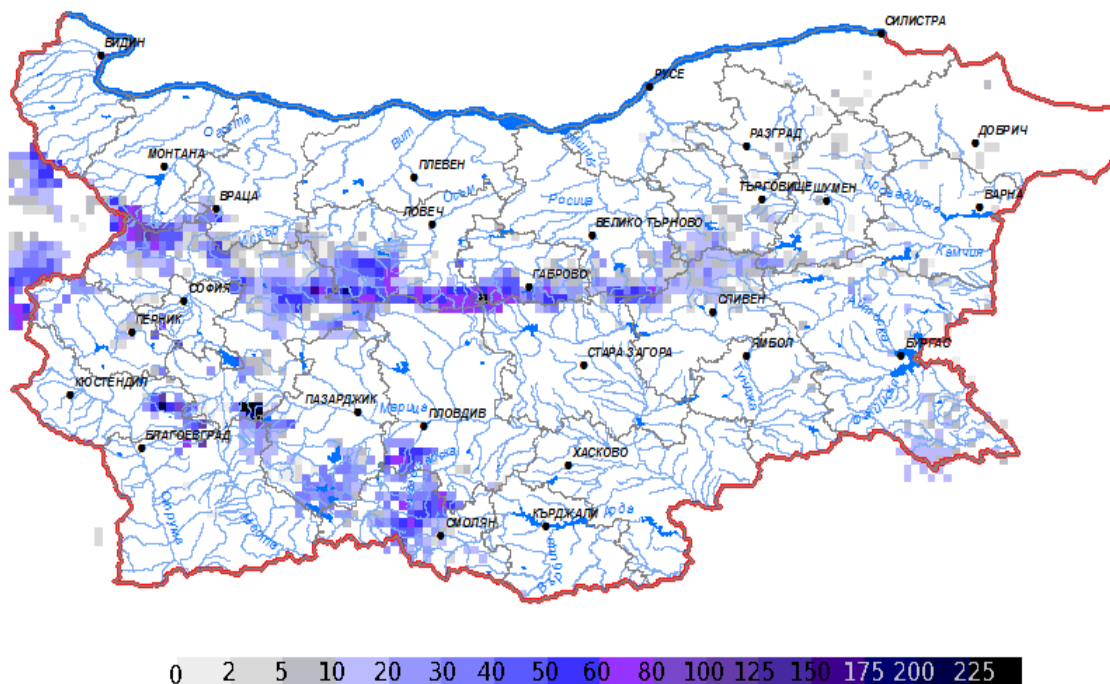 СИЛИСТРА
ВИДИН
РУСЕ
Огоста
Вит
РАЗГРАД
ДОБРИЧ
МОНТАНА
ПЛЕВЕН
Осъм
ТЪРГОВИЩЕ ШУМЕН
ВРАЦА
Росица
ВАРНА
ЛОВЕЧ
ВЕЛИКО ТЪРНОВО
Искър
Камчия
ГАБРОВО
СОФИЯ
СЛИВЕН
ПЕРНИК
СТАРА ЗАГОРА
ЯМБОЛ
БУРГАС
КЮСТЕНДИЛ
Тунджа
ПАЗАРДЖИК
Марица
ПЛОВДИВ
БЛАГОЕВГРАД
ХАСКОВО
Струма
Места
СМОЛЯН
КЪРДЖАЛИ
0 2 5 10 20 30 40 50 60 80 100 125 150 175 200 225